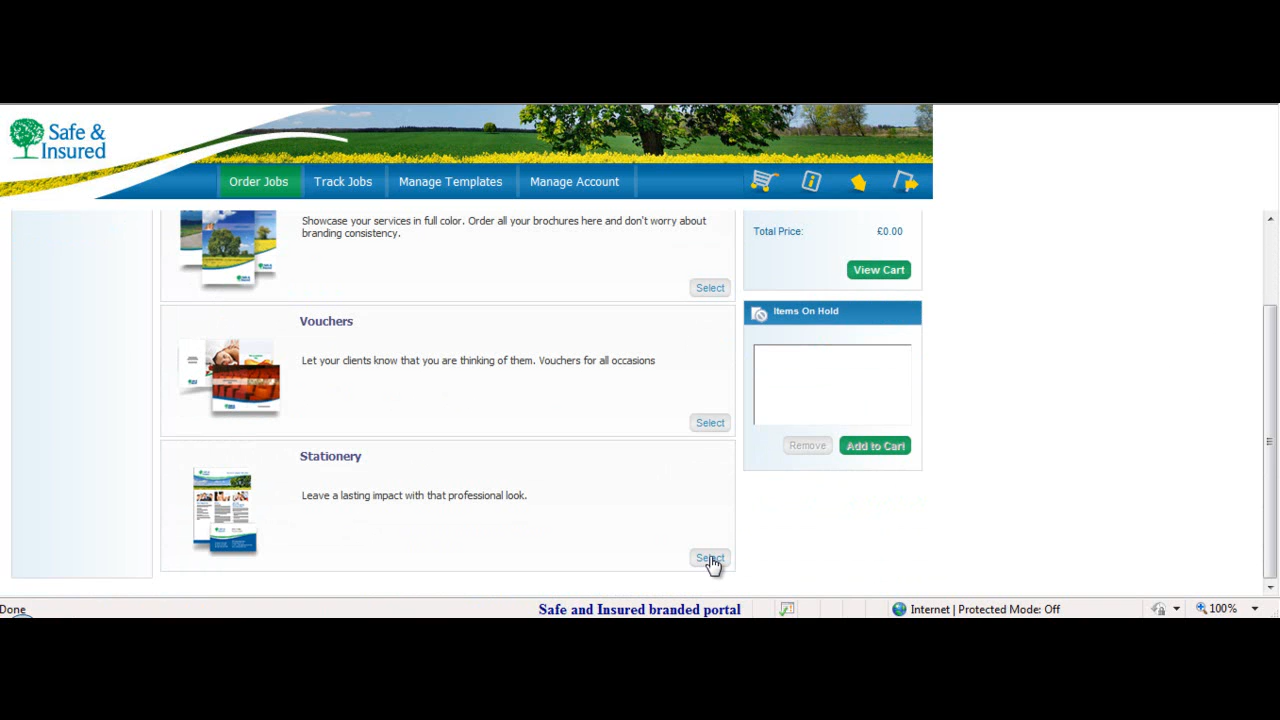 Safe &
Insured
Order Jobs
Track Jobs
Manage Templates
Manage Account
Showcase your services in full color. Order all your brochures here and don't worry about
branding consistency.
Select
Total Price:
£0.00
View Cart
Items On Hold
Vouchers
Let your clients know that you are thinking of them. Vouchers for all occasions
Select
Remove
Add to Cart
Stationery
Leave a lasting impact with that professional look.
Select
Done
Safe and Insured branded portal
Internet | Protected Mode: Off
100%